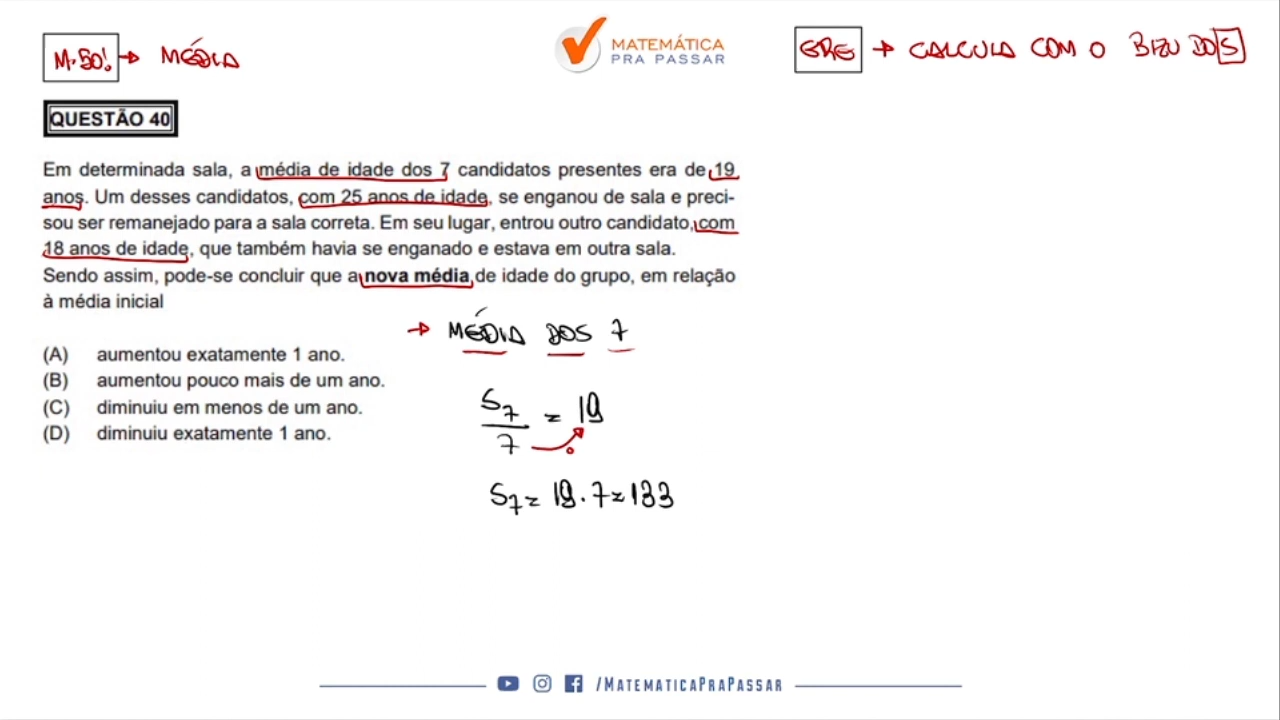 M.50! → MÉDIA
MATEMÁTICA
PRA PASSAR
→ CALCULA COM O BIZU DO S
QUESTÃO 40
Em determinada sala, a média de idade dos 7 candidatos presentes era de 19
anos. Um desses candidatos, com 25 anos de idade, se enganou de sala e preci-
sou ser remanejado para a sala correta. Em seu lugar, entrou outro candidato, com
18 anos de idade, que também havia se enganado e estava em outra sala.
Sendo assim, pode-se concluir que a nova média de idade do grupo, em relação
à média inicial
→ MÉDIA DOS 7
(A) aumentou exatamente 1 ano.
(B) aumentou pouco mais de um ano.
(C) diminuiu em menos de um ano.
(D) diminuiu exatamente 1 ano.
S7
= 19
7
S7 = 19.7=133
/MATEMATICAPRAPASSAR